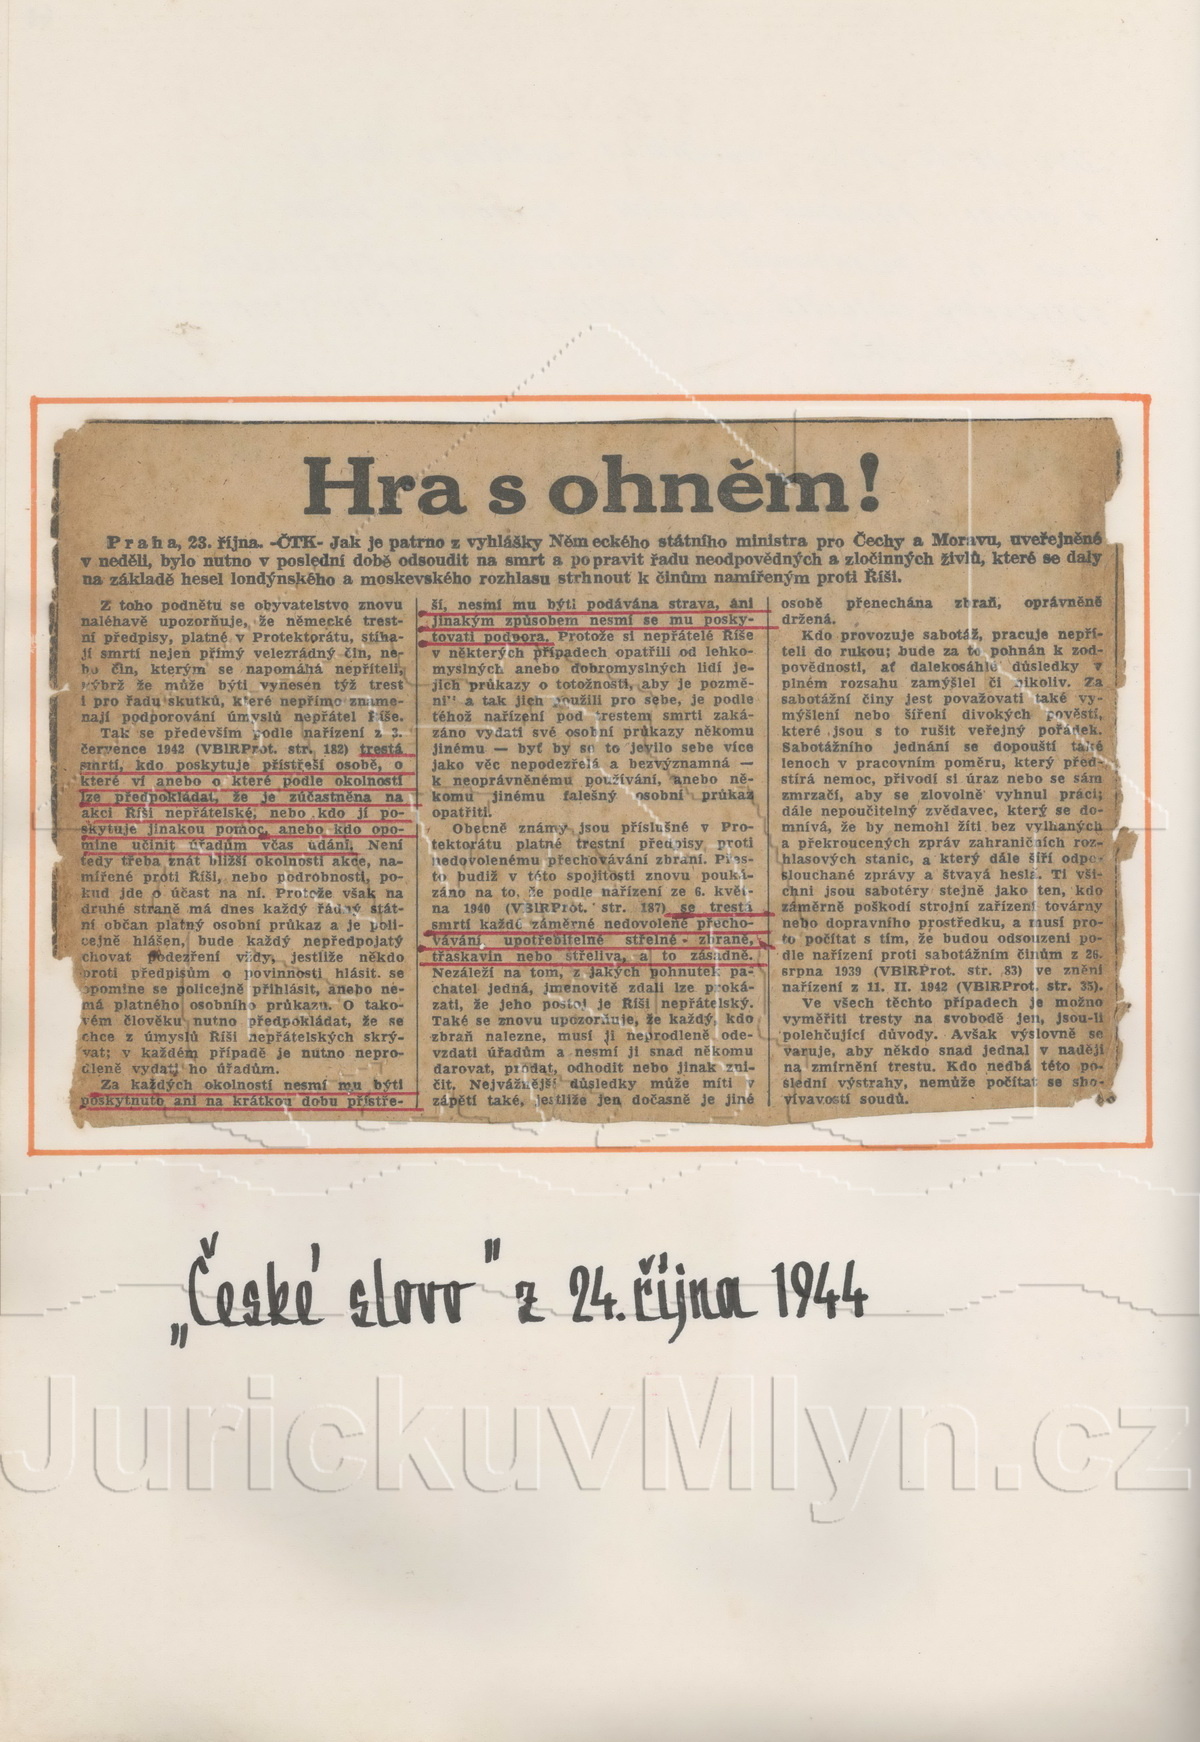 Hra s ohněm!
Praha, 23. října. -ČTK- Jak je patrno z vyhlášky Německého státního ministra pro Čechy a Moravu, uveřejněné
v neděli, bylo nutno v poslední době odsoudit na smrt a popravit řadu neodpovědných a zločinných živlů, které se daly
na základě hesel londýnského a moskevského rozhlasu strhnout k činům namířeným proti Říši.
Z toho podnětu se obyvatelstvo znovu
naléhavě upozorňuje, že německé trest-
ní předpisy, platné v Protektorátu, stíha-
jí smrtí nejen přímý velezrádný čin, ne-
bo čin, kterým se napomáhá nepříteli,
nýbrž že může býti vynesen týž trest
i pro řadu skutků, které nepřímo zname-
nají podporování úmyslů nepřátel Říše.
Tak se především podle nařízení z 3.
července 1942 (VBlRProt. str. 182) trestá
smrtí, kdo poskytuje přístřeší osobě, o
které ví anebo o které podle okolností
lze předpokládat, že je zúčastněna na
akci Říši nepřátelské, nebo kdo jí po-
skytuje jinakou pomoc, anebo kdo opo-
mine učinit úřadům včas udání. Není
tedy třeba znát bližší okolnosti akce, na-
mířené proti Říši, nebo podrobnosti, po-
kud jde o účast na ní. Protože však na
druhé straně má dnes každý řádný stát-
ní občan platný osobní průkaz a je poli-
cejně hlášen, bude každý nepředpojatý
chovat podezření vždy, jestliže někdo
proti předpisům o povinnosti hlásit se
opomine se policejně přihlásit, anebo ne-
má platného osobního průkazu. O tako-
vém člověku nutno předpokládat, že se
chce z úmyslů Říši nepřátelských skrý-
vat; v každém případě je nutno nepro-
dleně vydati ho úřadům.
Za každých okolností nesmí mu býti
poskytnuto ani na krátkou dobu přístře-
ší, nesmí mu býti podávána strava, ani
jinakým způsobem nesmí se mu posky-
tovati podpora. Protože si nepřátelé Říše
v některých případech opatřili od lehko-
myslných anebo dobromyslných lidí je-
jich průkazy o totožnosti, aby je pozmě-
nili a tak jich použili pro sebe, je podle
téhož nařízení pod trestem smrti zaká-
záno vydati své osobní průkazy někomu
jinému — byť by se to jevilo sebe více
jako věc nepodezřelá a bezvýznamná —
k neoprávněnému používání, anebo ně-
komu jinému falešný osobní průkaz
opatřiti.
Obecně známy jsou příslušné v Pro-
tektorátu platné trestní předpisy proti
nedovolenému přechovávání zbraní. Přes-
to budiž v této spojitosti znovu pouká-
záno na to, že podle nařízení ze 6. květ-
na 1940 (VBlRProt. str. 187) se trestá
smrtí každé záměrné nedovolené přecho-
vávání upotřebitelné střelné zbraně,
třaskavin nebo střeliva, a to zásadně.
Nezáleží na tom, z jakých pohnutek pa-
chatel jedná, jmenovitě zdali lze proká-
zati, že jeho postoj je Říši nepřátelský.
Také se znovu upozorňuje, že každý, kdo
zbraň nalezne, musí ji neprodleně ode-
vzdati úřadům a nesmí ji snad někomu
darovat, prodat, odhodit nebo jinak zni-
čit. Nejvážnější důsledky může míti v
zápětí také, jestliže jen dočasně je jiné
osobě přenechána zbraň, oprávněně
držená.
Kdo provozuje sabotáž, pracuje nepří-
teli do rukou; bude za to pohnán k zod-
povědnosti, ať dalekosáhlé důsledky v
plném rozsahu zamýšlel či nikoliv. Za
sabotážní činy jest považovati také vy-
mýšlení nebo šíření divokých pověstí,
které jsou s to rušit veřejný pořádek.
Sabotážního jednání se dopouští také
lenoch v pracovním poměru, který před-
stírá nemoc, přivodí si úraz nebo se sám
zmrzačí, aby se zlovolně vyhnul práci;
dále nepoučitelný zvědavec, který se do-
mnívá, že by nemohl žíti bez vylhaných
a překroucených zpráv zahraničních roz-
hlasových stanic, a který dále šíří odpo-
slouchané zprávy a štvavá hesla. Ti vši-
chni jsou sabotéry stejně jako ten, kdo
záměrně poškodí strojní zařízení továrny
nebo dopravního prostředku, a musí pro-
to počítat s tím, že budou odsouzeni po-
dle nařízení proti sabotážním činům z 26.
srpna 1939 (VBlRProt. str. 83) ve znění
nařízení z 11. II. 1942 (VBlRProt. str. 35).
Ve všech těchto případech je možno
vyměřiti tresty na svobodě jen, jsou-li
polehčující důvody. Avšak výslovně se
varuje, aby někdo snad jednal v naději
na zmírnění trestu. Kdo nedbá této po-
slední výstrahy, nemůže počítat se sho-
vívavostí soudů.
„České slovo" z 24. října 1944
JurickuvMlyn.cz